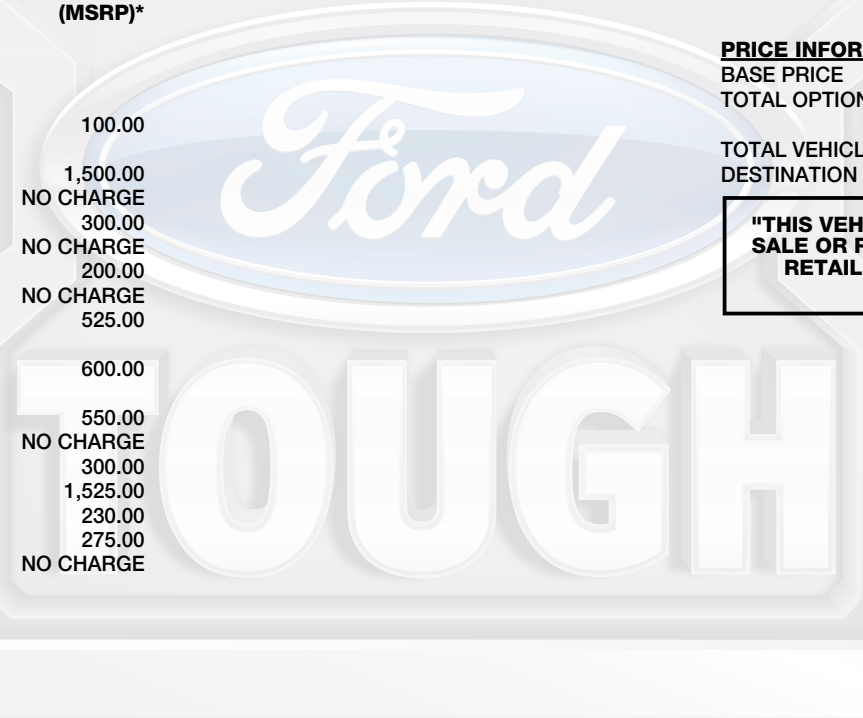 (MSRP)*
100.00
1,500.00
NO CHARGE
300.00
NO CHARGE
200.00
NO CHARGE
525.00
600.00
550.00
NO CHARGE
300.00
1,525.00
230.00
275.00
NO CHARGE
Ford
TOUGH
PRICE INFOR
BASE PRICE
TOTAL OPTION
TOTAL VEHICL
DESTINATION
"THIS VEH
SALE OR
RETAIL